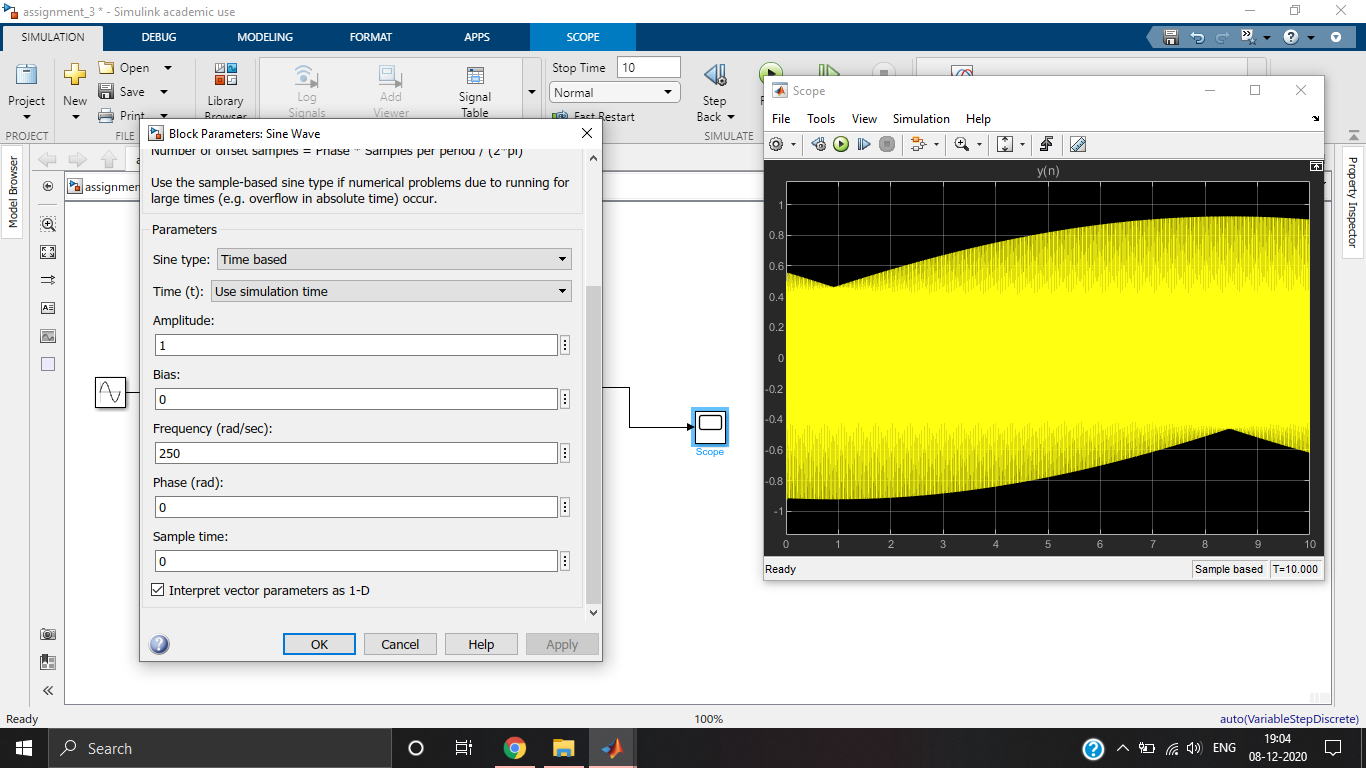 assignment_3 * - Simulink academic use
SIMULATION DEBUG MODELING FORMAT APPS SCOPE
Project
New
Open
Save
Print
Library
Browser
Log
Signals
Add
Viewer
Signal
Table
Stop Time 10
Normal
Fast Restart
Step
Back
PROJECT FILE SIMULATE
Model Browser
Property Inspector
assignment
Block Parameters: Sine Wave
Number of offset samples = Phase * Samples per period / (2*pi)
Use the sample-based sine type if numerical problems due to running for
large times (e.g. overflow in absolute time) occur.
Parameters
Sine type: Time based
Time (t): Use simulation time
Amplitude:
1
Bias:
0
Frequency (rad/sec):
250
Phase (rad):
0
Sample time:
0
Interpret vector parameters as 1-D
OK Cancel Help Apply
Scope
Scope
File Tools View Simulation Help
y(n)
1
0.8
0.6
0.4
0.2
0
-0.2
-0.4
-0.6
-0.8
-1
0 1 2 3 4 5 6 7 8 9 10
Ready Sample based T=10.000
Ready 100% auto(VariableStepDiscrete)
Search
ENG
19:04
08-12-2020